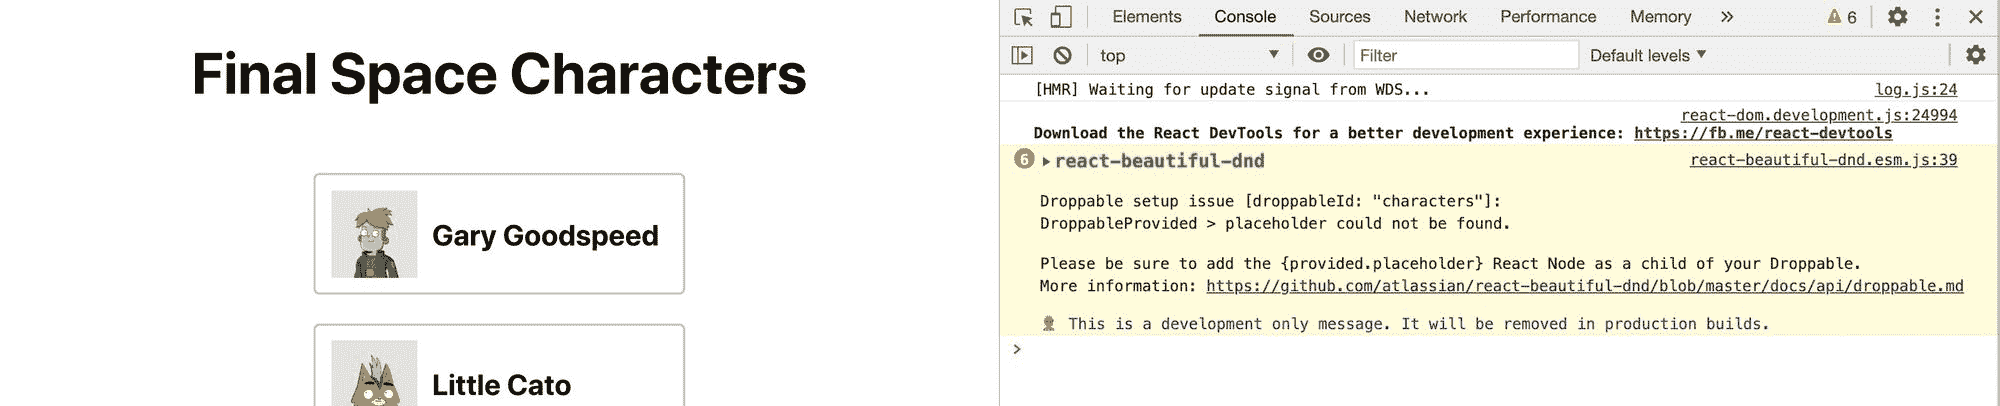 Final Space Characters
Gary Goodspeed
Little Cato
Elements Console Sources Network Performance Memory » 6
top Filter Default levels
[HMR] Waiting for update signal from WDS... log.js:24
react-dom.development.js:24994
Download the React DevTools for a better development experience: https://fb.me/react-devtools
6 react-beautiful-dnd react-beautiful-dnd.esm.js:39
Droppable setup issue [droppableId: "characters"]:
DroppableProvided > placeholder could not be found.
Please be sure to add the {provided.placeholder} React Node as a child of your Droppable.
More information: https://github.com/atlassian/react-beautiful-dnd/blob/master/docs/api/droppable.md
This is a development only message. It will be removed in production builds.
>